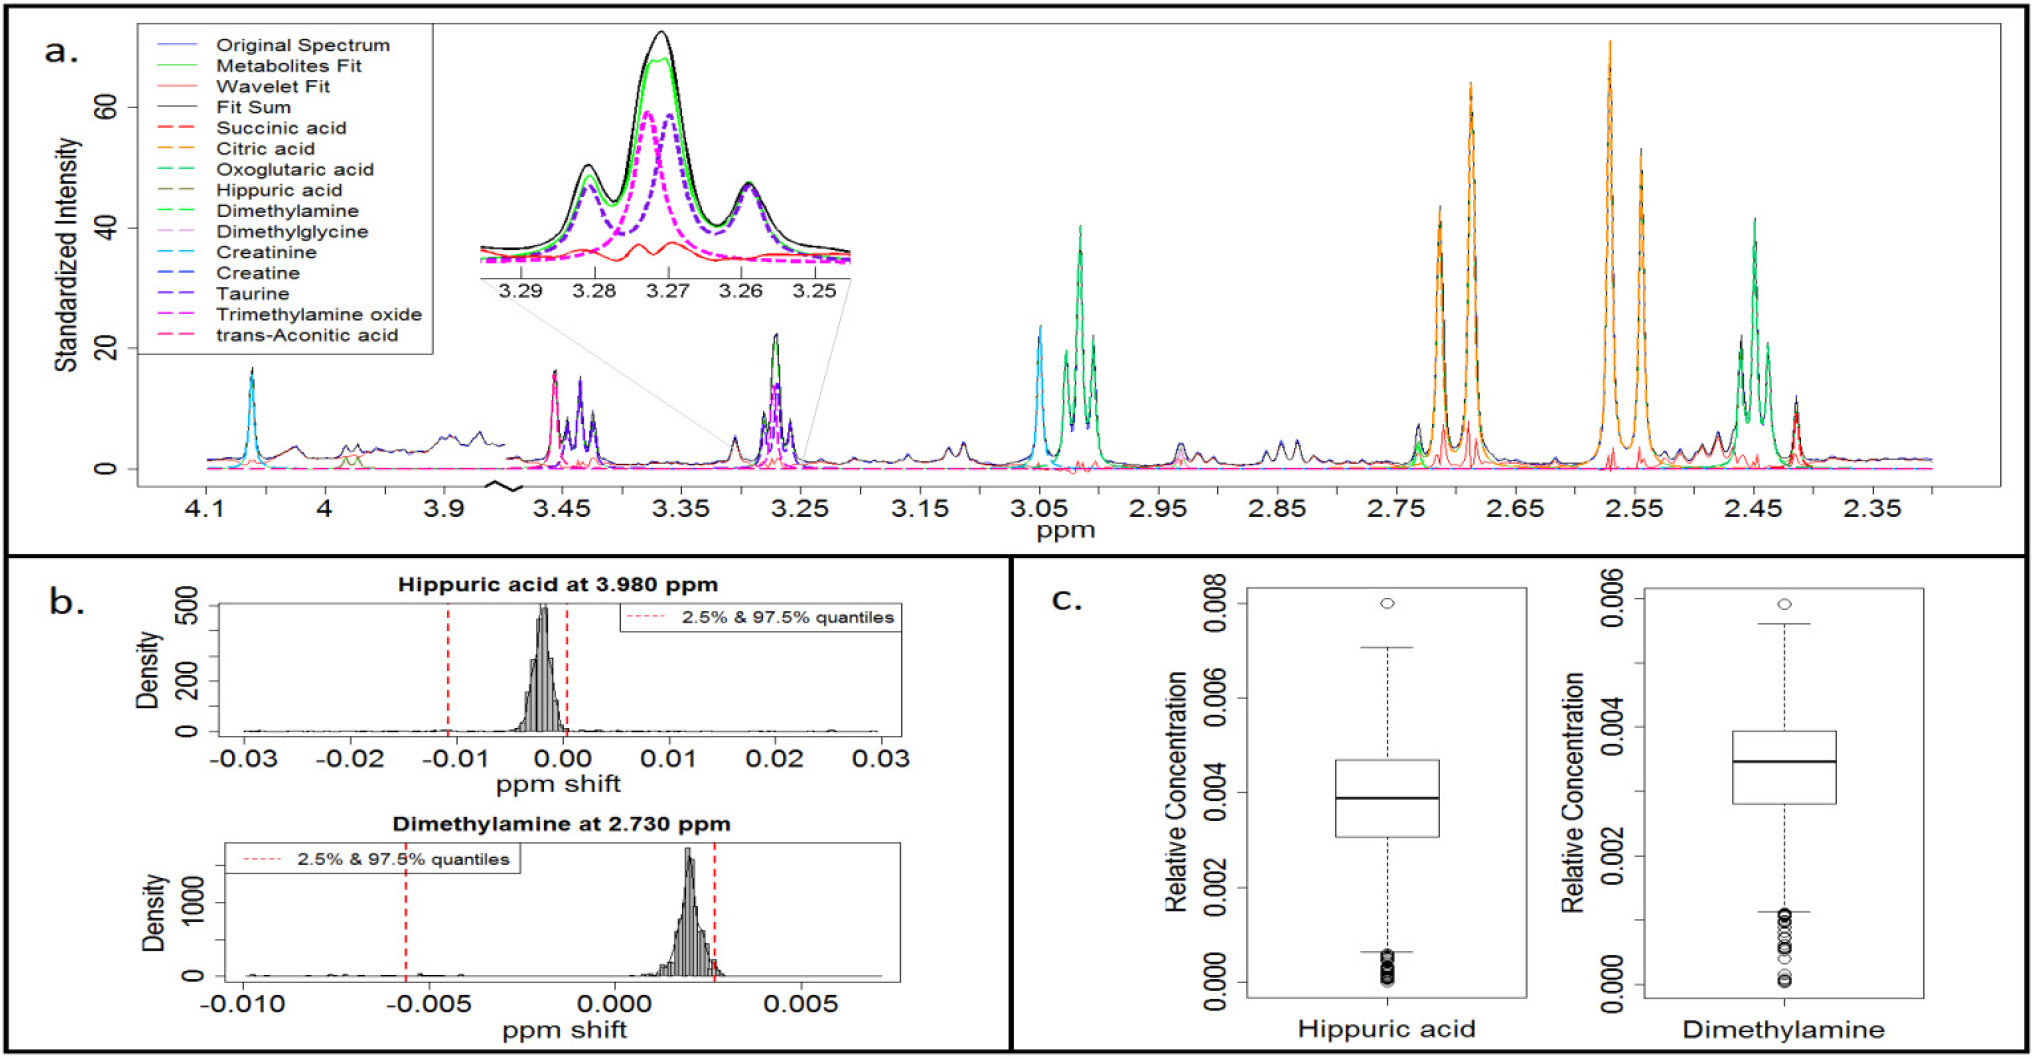 a.
Original Spectrum
Metabolites Fit
Wavelet Fit
Fit Sum
Succinic acid
Citric acid
Oxoglutaric acid
Hippuric acid
Dimethylamine
Dimethylglycine
Creatinine
Creatine
Taurine
Trimethylamine oxide
trans-Aconitic acid
Standardized Intensity
60
40
20
0
3.29 3.28 3.27 3.26 3.25
4.1 4 3.9 3.45 3.35 3.25 3.15 3.05 2.95 2.85 2.75 2.65 2.55 2.45 2.35
ppm
b.
Hippuric acid at 3.980 ppm
2.5% & 97.5% quantiles
Density
500
200
0
-0.03 -0.02 -0.01 0.00 0.01 0.02 0.03
ppm shift
Dimethylamine at 2.730 ppm
2.5% & 97.5% quantiles
Density
1000
0
-0.010 -0.005 0.000 0.005
ppm shift
c.
Relative Concentration
0.008
0.006
0.004
0.002
0.000
Hippuric acid
Relative Concentration
0.006
0.004
0.002
0.000
Dimethylamine